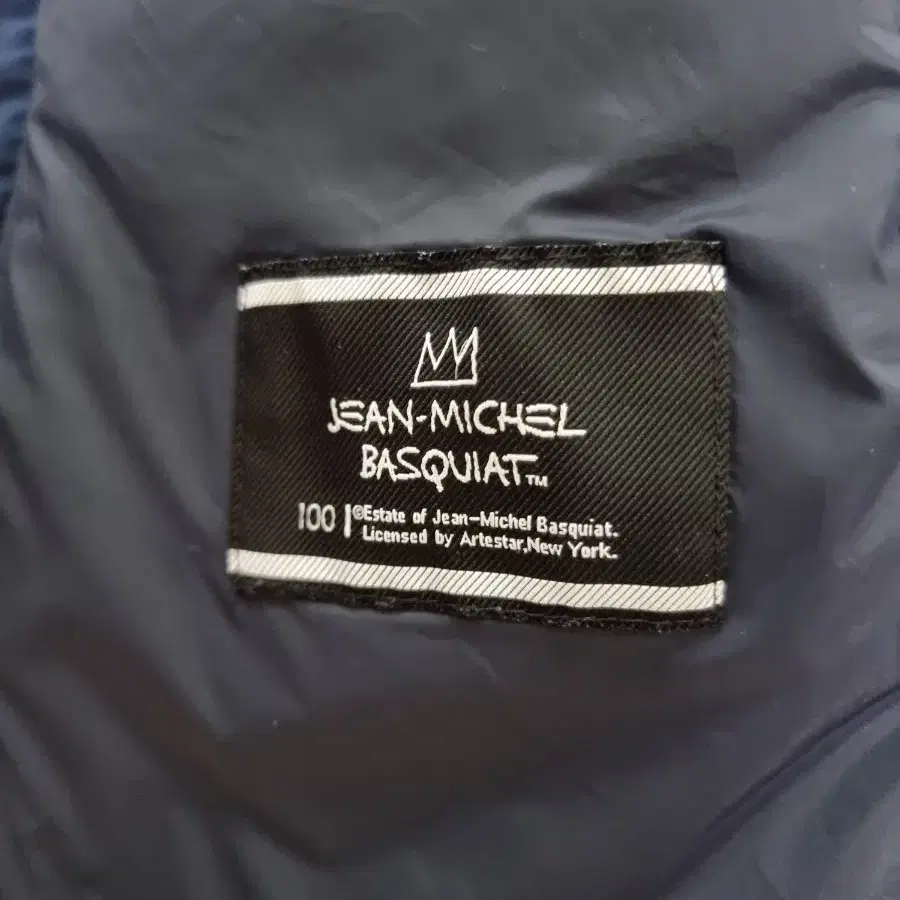 JEAN-MICHEL
BASQUIAT™
100 | ©Estate of Jean-Michel Basquiat.
Licensed by Artestar,New York.